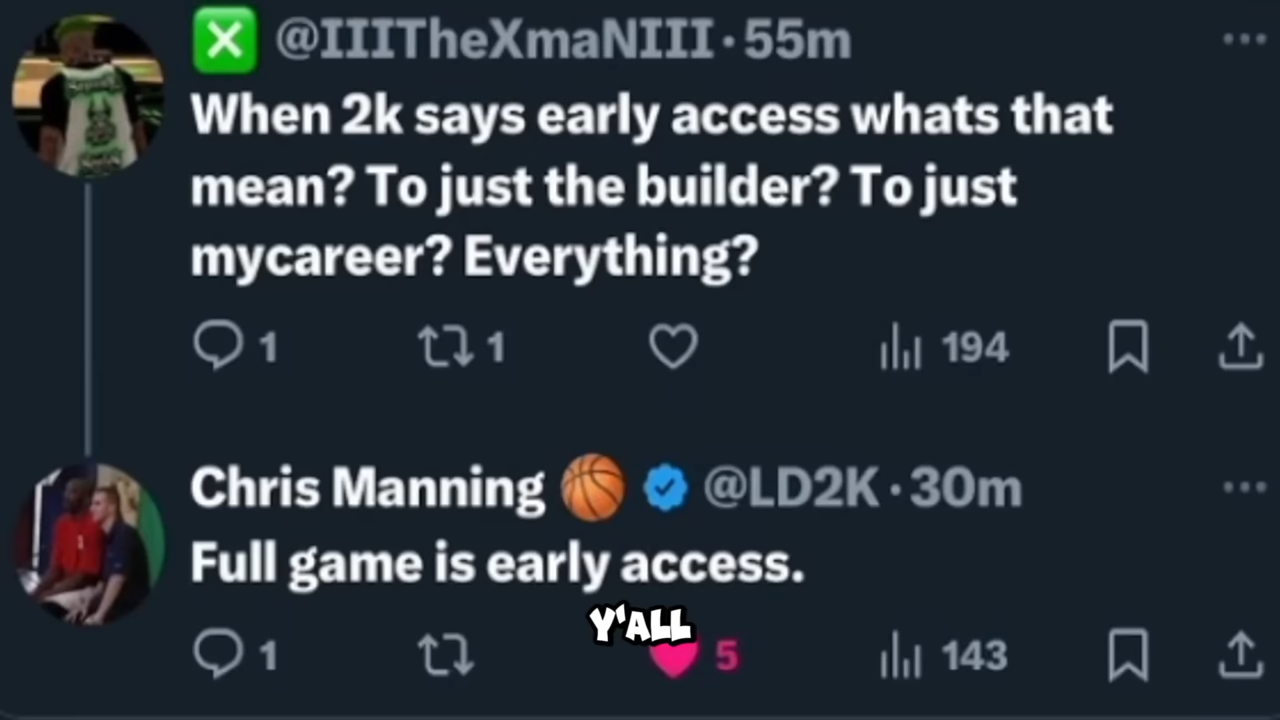 @IIITheXmaNIII · 55m
When 2k says early access whats that
mean? To just the builder? To just
mycareer? Everything?
1 1 194
Chris Manning @LD2K · 30m
Full game is early access.
Y'ALL
1 5 143